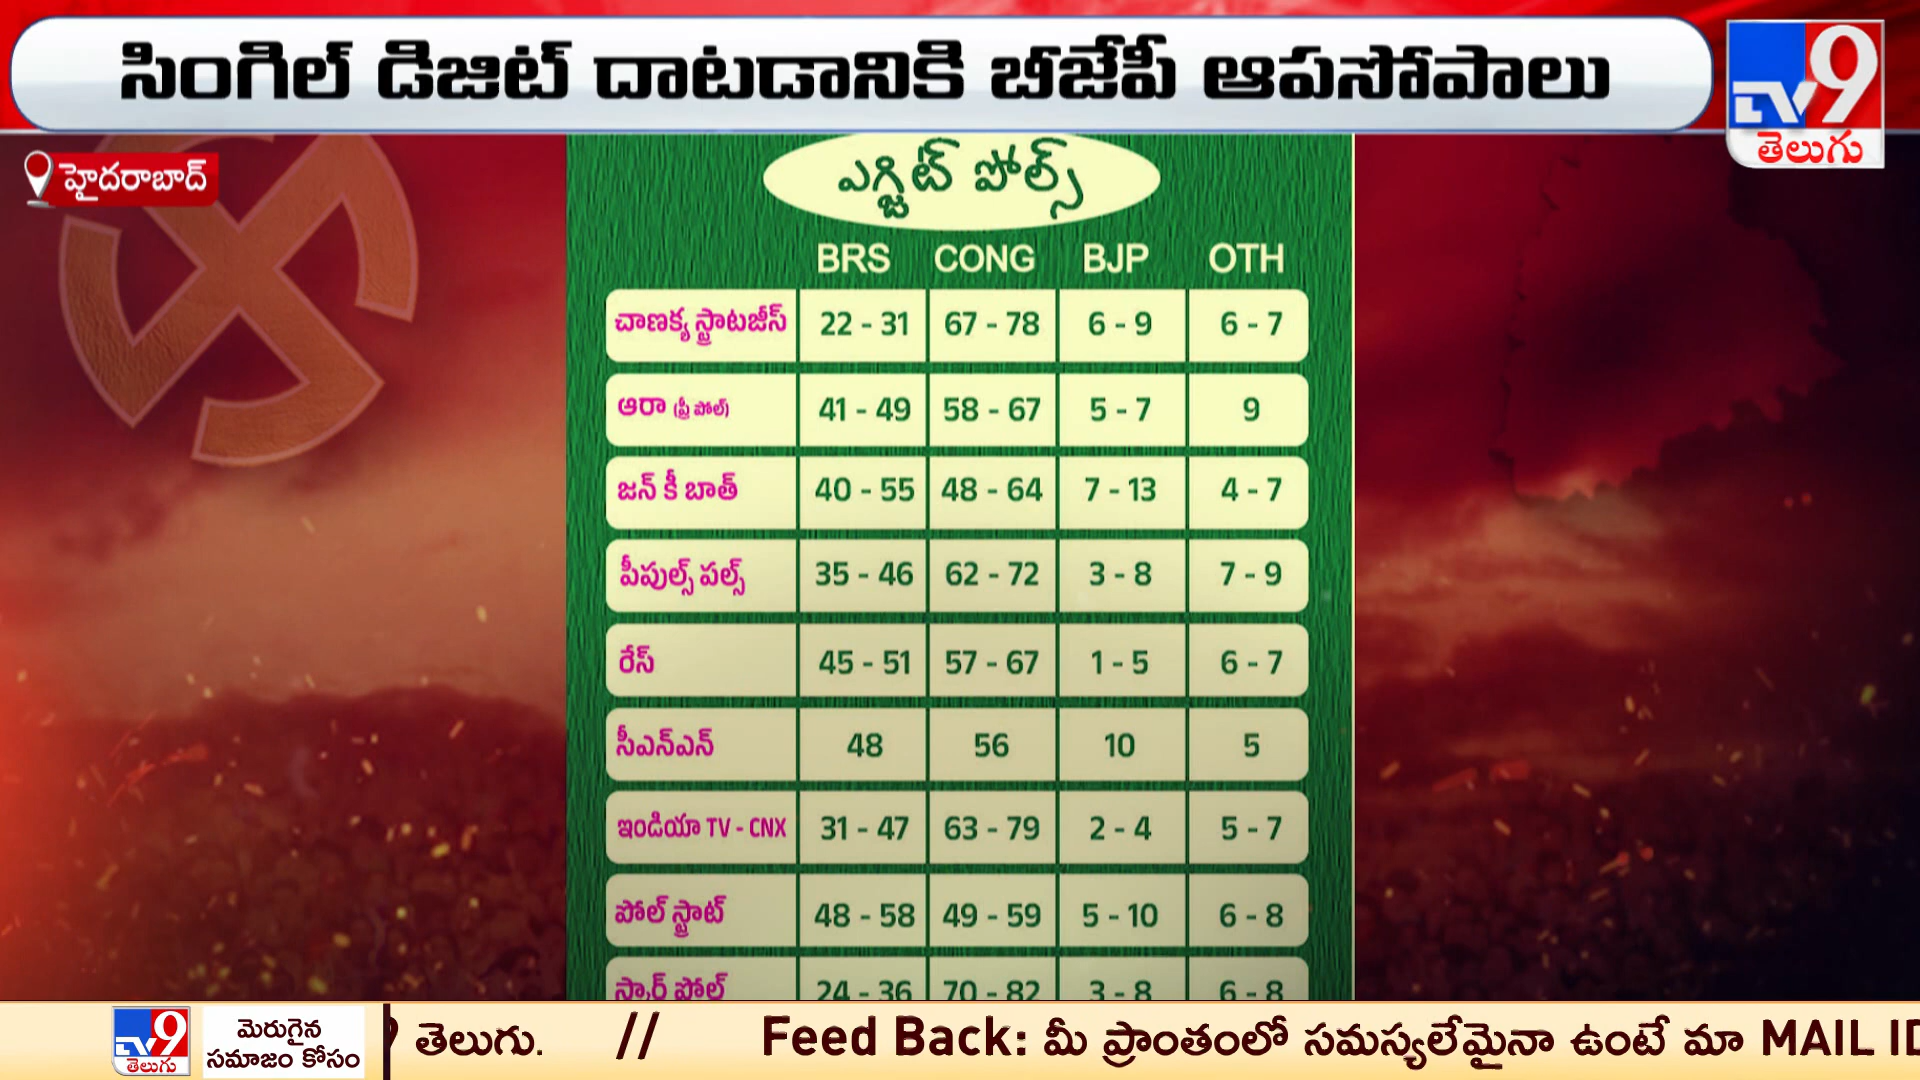 సింగిల్ డిజిట్ దాటడానికి బీజేపీ ఆపసోపాలు
TV9
తెలుగు
హైదరాబాద్
ఎగ్జిట్ పోల్స్
BRS CONG BJP OTH
చాణక్య స్ట్రాటజీస్ 22 - 31 67 - 78 6 - 9 6 - 7
ఆరా (ప్రీ పోల్) 41 - 49 58 - 67 5 - 7 9
జన్ కీ బాత్ 40 - 55 48 - 64 7 - 13 4 - 7
పీపుల్స్ పల్స్ 35 - 46 62 - 72 3 - 8 7 - 9
రేస్ 45 - 51 57 - 67 1 - 5 6 - 7
సీఎన్ఎన్ 48 56 10 5
ఇండియా TV - CNX 31 - 47 63 - 79 2 - 4 5 - 7
పోల్ స్ట్రాట్ 48 - 58 49 - 59 5 - 10 6 - 8
స్మార్ట్ పోల్ 24 - 36 70 - 82 3 - 8 6 - 8
TV9
తెలుగు
మెరుగైన
సమాజం కోసం
9 తెలుగు. // Feed Back: మీ ప్రాంతంలో సమస్యలేమైనా ఉంటే మా MAIL ID